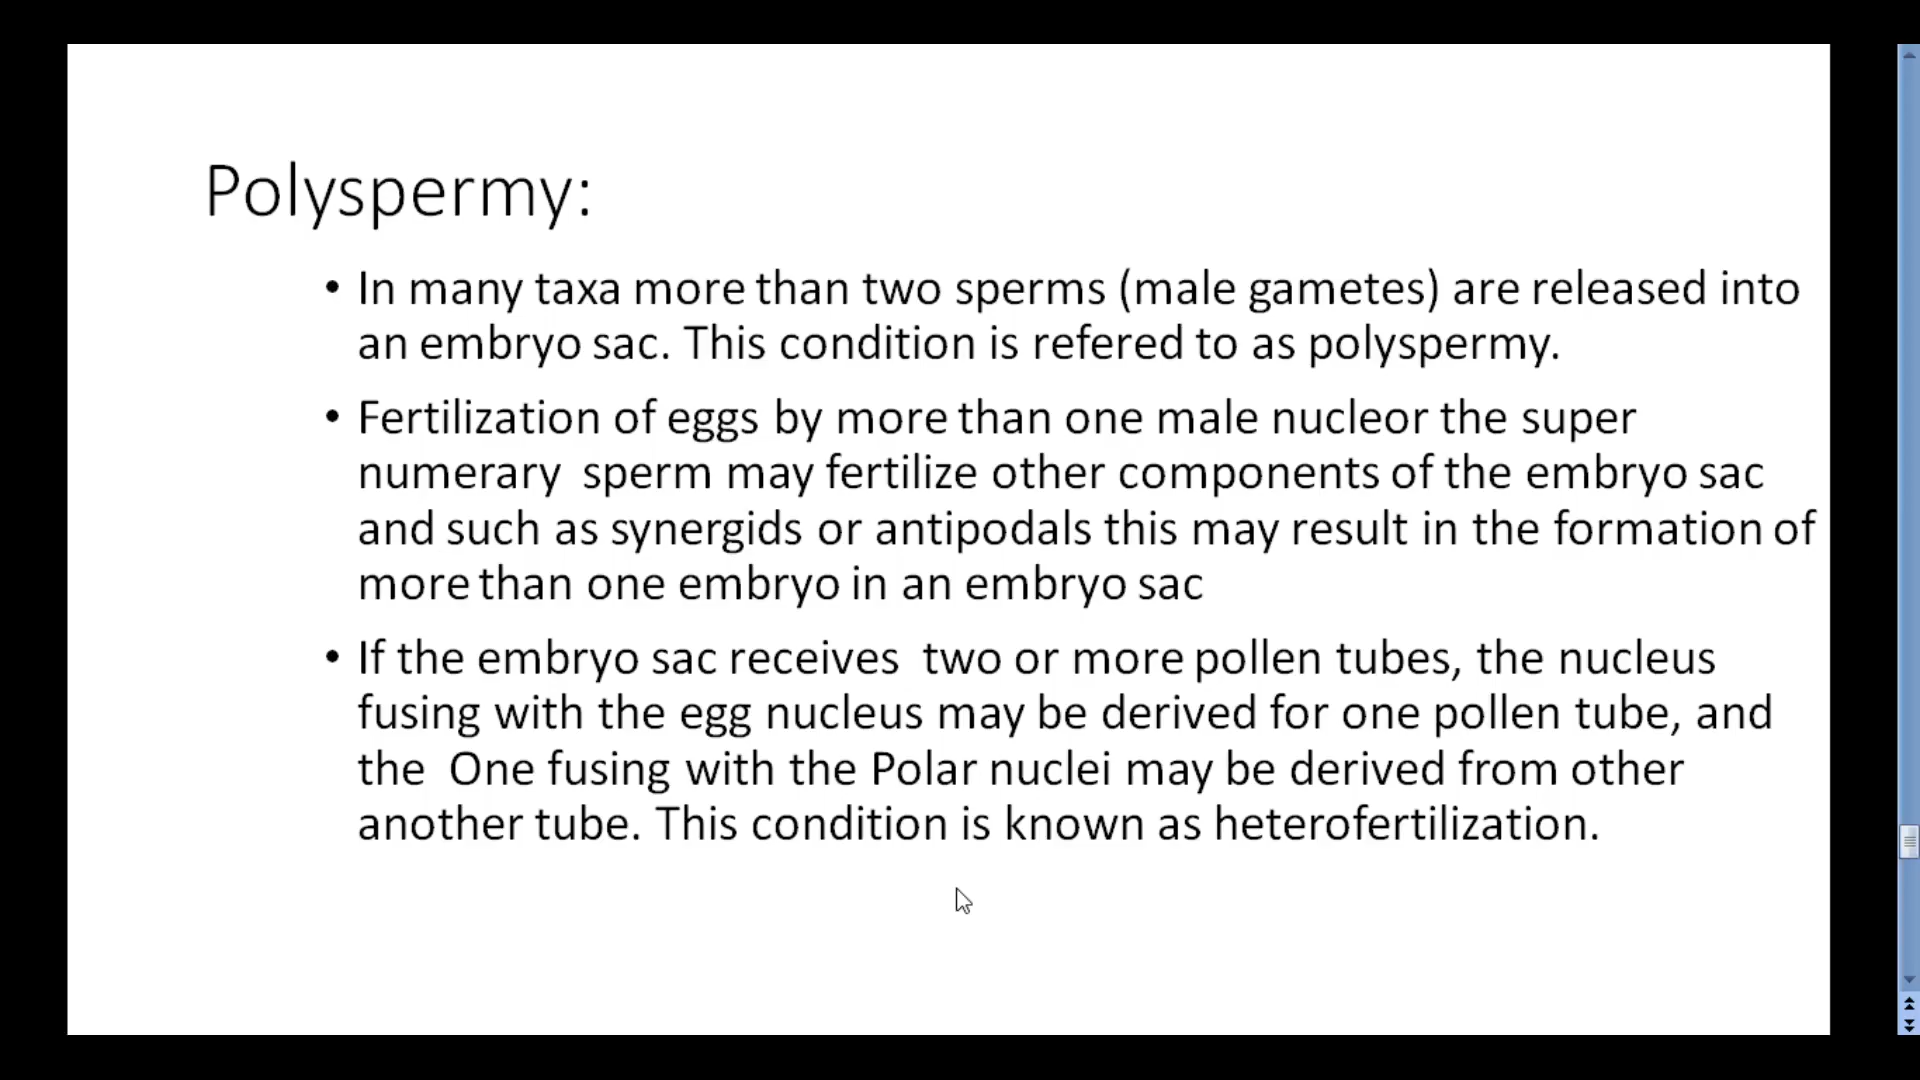 Polyspermy:
• In many taxa more than two sperms (male gametes) are released into
an embryo sac. This condition is refered to as polyspermy.
• Fertilization of eggs by more than one male nucleor the super
numerary  sperm may fertilize other components of the embryo sac
and such as synergids or antipodals this may result in the formation of
more than one embryo in an embryo sac
• If the embryo sac receives  two or more pollen tubes, the nucleus
fusing with the egg nucleus may be derived for one pollen tube, and
the  One fusing with the Polar nuclei may be derived from other
another tube. This condition is known as heterofertilization.